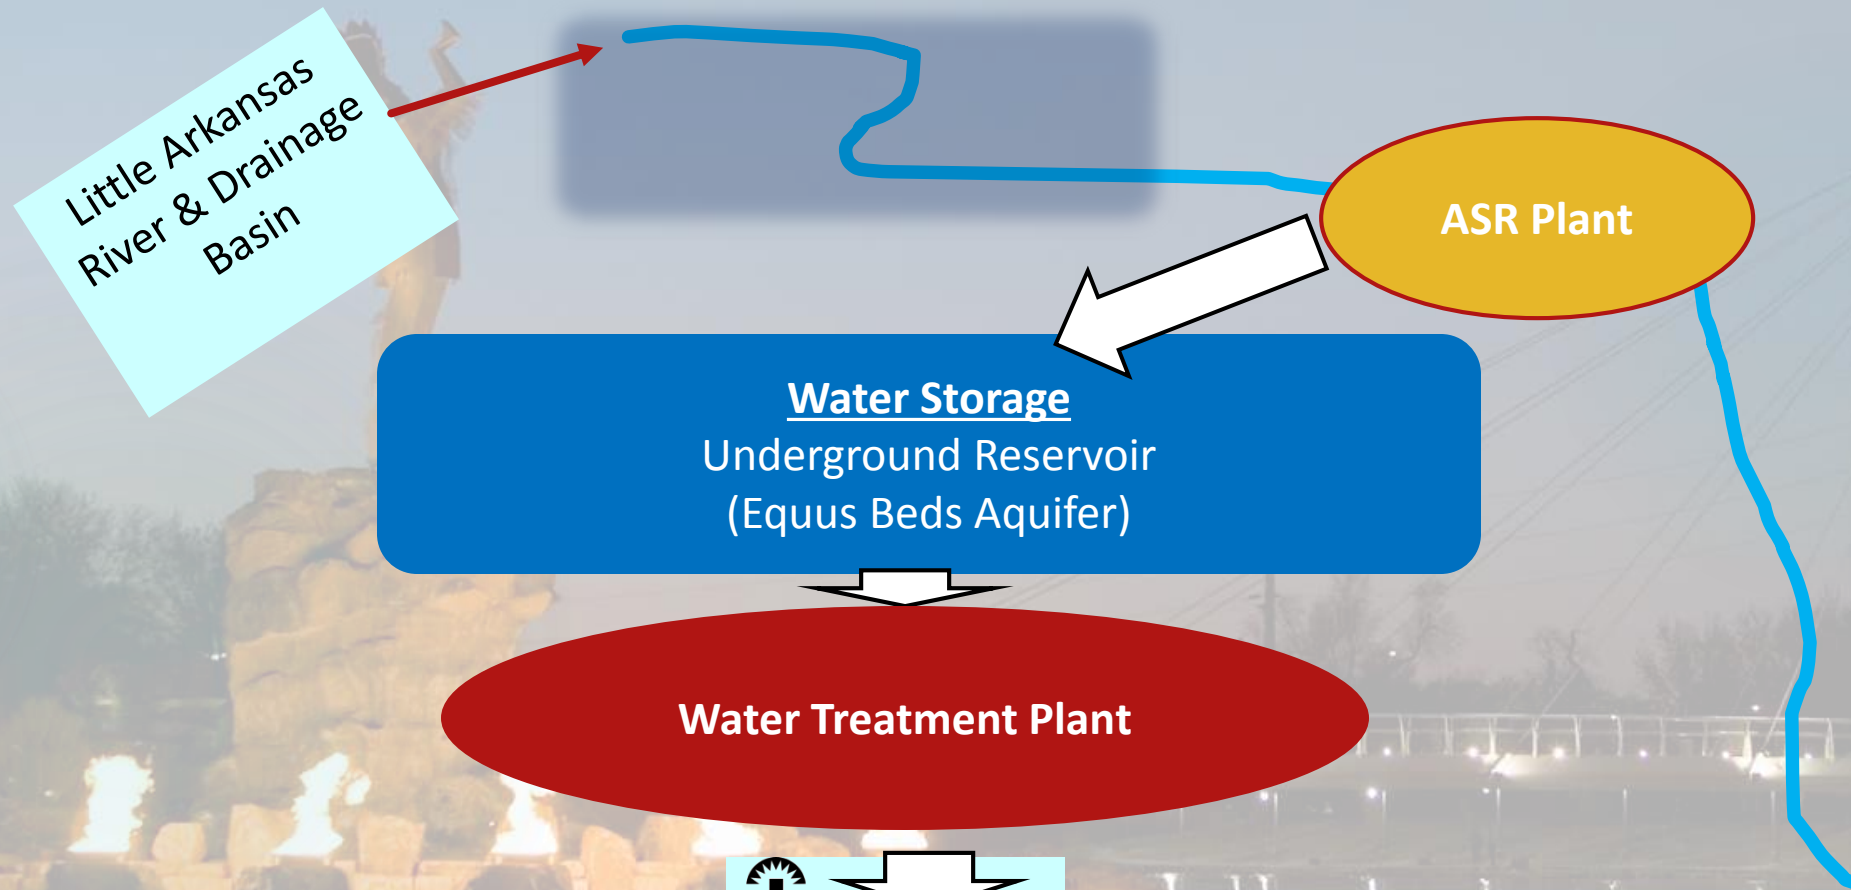 Little Arkansas
River & Drainage
Basin
ASR Plant
Water Storage
Underground Reservoir
(Equus Beds Aquifer)
Water Treatment Plant